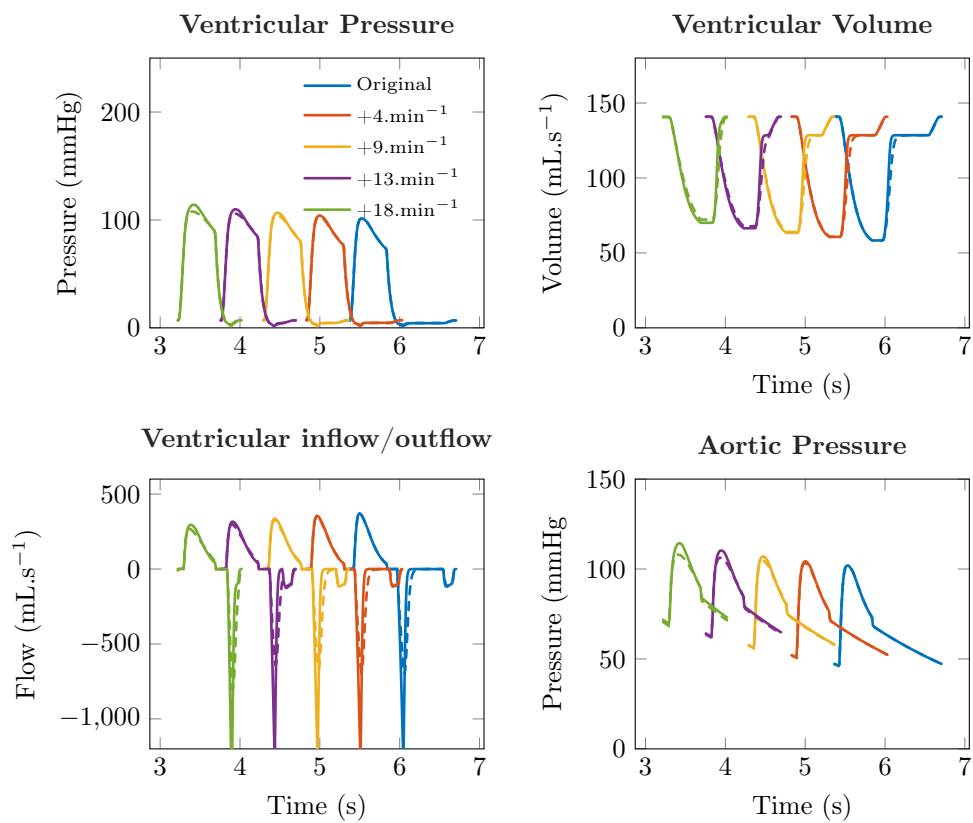 Ventricular Pressure
Pressure (mmHg)
200
100
0
3 4 5 6 7
Original
+4.min⁻¹
+9.min⁻¹
+13.min⁻¹
+18.min⁻¹
Ventricular Volume
Volume (mL.s⁻¹)
150
100
50
0
3 4 5 6 7
Time (s)
Ventricular inflow/outflow
Flow (mL.s⁻¹)
500
0
−500
−1,000
3 4 5 6 7
Time (s)
Aortic Pressure
Pressure (mmHg
150
100
50
0
3 4 5 6 7
Time (s)